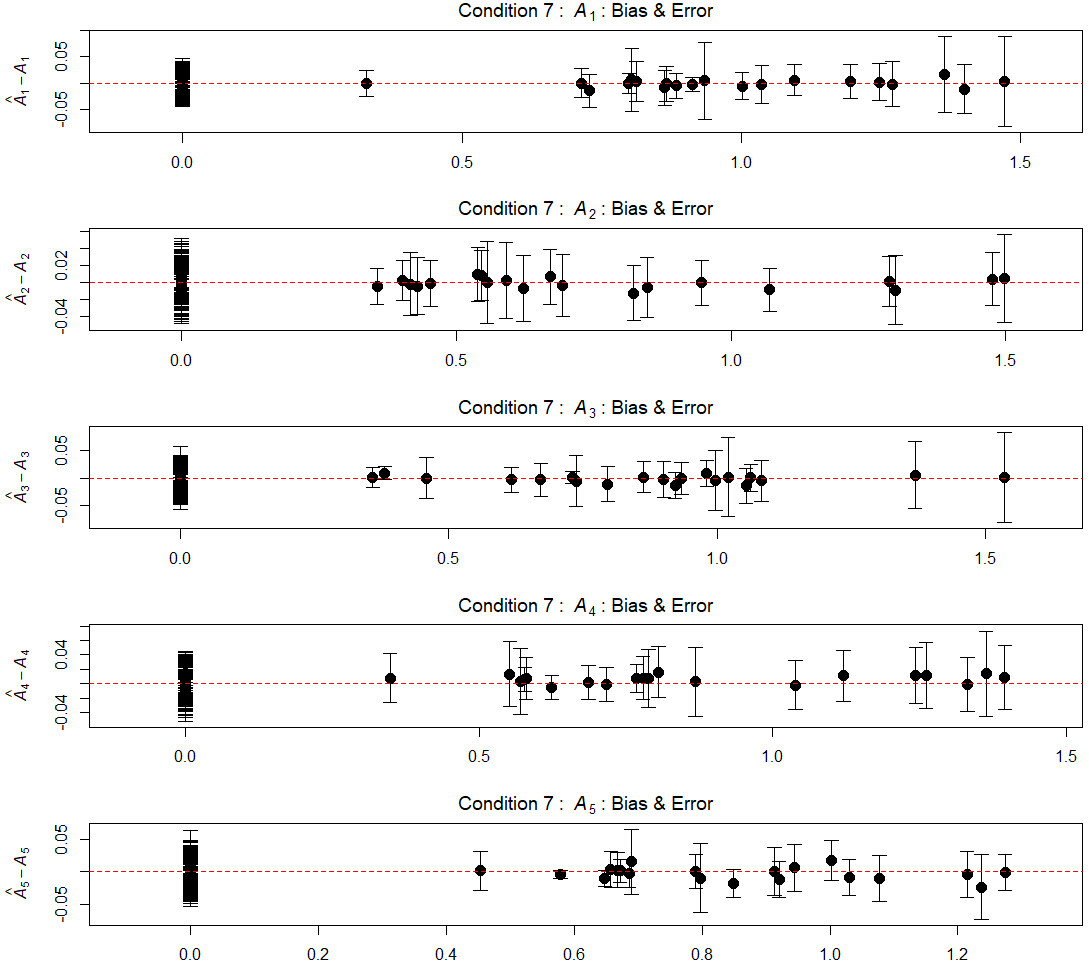 Condition 7 : A₁ : Bias & Error
Â₁ − A₁
0.05
-0.05
0.0 0.5 1.0 1.5
Condition 7 : A₂ : Bias & Error
Â₂ − A₂
0.02
-0.04
0.0 0.5 1.0 1.5
Condition 7 : A₃ : Bias & Error
Â₃ − A₃
0.05
-0.05
0.0 0.5 1.0 1.5
Condition 7 : A₄ : Bias & Error
Â₄ − A₄
0.04
-0.04
0.0 0.5 1.0 1.5
Condition 7 : A₅ : Bias & Error
Â₅ − A₅
0.05
-0.05
0.0 0.2 0.4 0.6 0.8 1.0 1.2